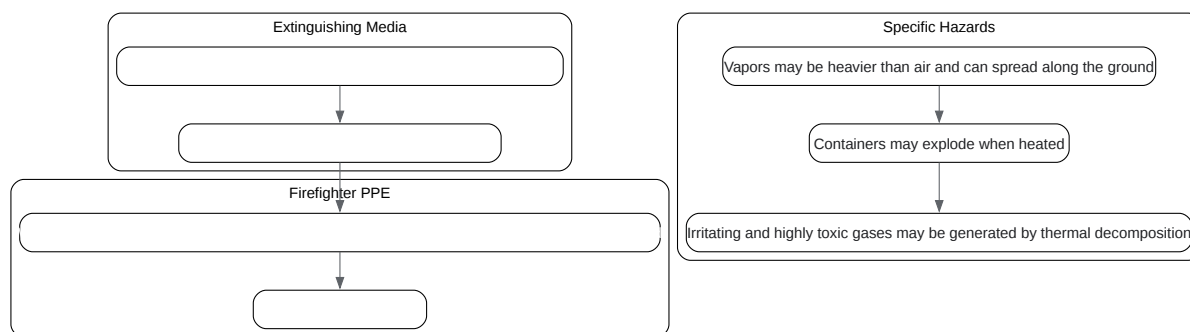 Extinguishing Media
Firefighter PPE
Specific Hazards
Vapors may be heavier than air and can spread along the ground
Containers may explode when heated
Irritating and highly toxic gases may be generated by thermal decomposition